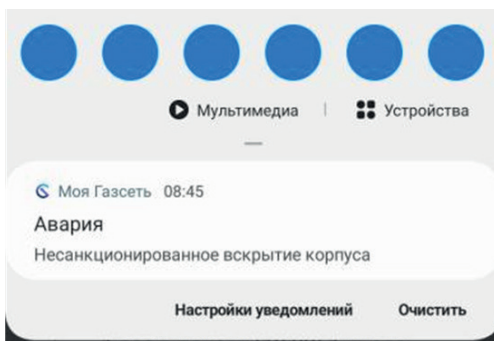 Мультимедиа | Устройства
Моя Газсеть 08:45
Авария
Несанкционированное вскрытие корпуса
Настройки уведомлений Очистить